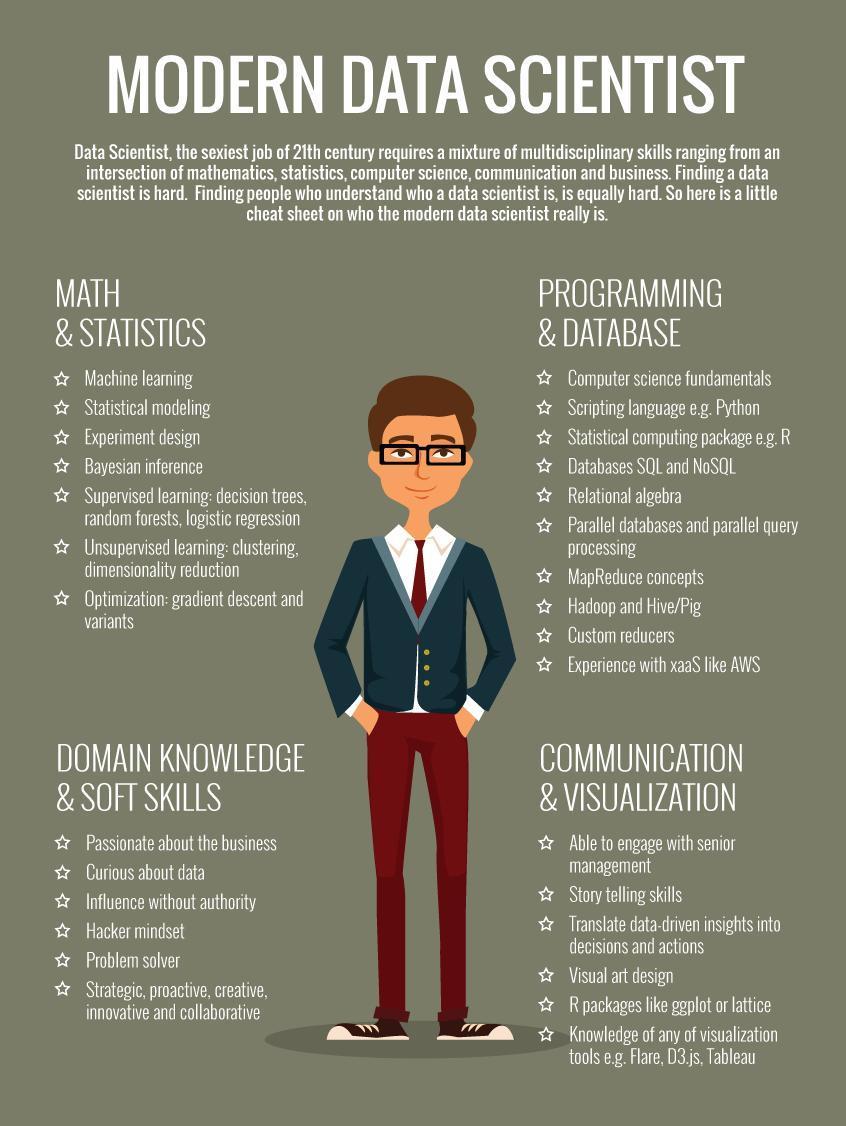 MODERN DATA SCIENTIST
Data Scientist, the sexiest job of 21th century requires a mixture of multidisciplinary skills ranging from an
intersection of mathematics, statistics, computer science, communication and business. Finding a data
scientist is hard. Finding people who understand who a data scientist is, is equally hard. So here is a little
cheat sheet on who the modern data scientist really is.
MATH
& STATISTICS
Machine learning
Statistical modeling
Experiment design
Bayesian inference
Supervised learning: decision trees,
random forests, logistic regression
Unsupervised learning: clustering,
dimensionality reduction
Optimization: gradient descent and
variants
PROGRAMMING
& DATABASE
Computer science fundamentals
Scripting language e.g. Python
Statistical computing package e.g. R
Databases SQL and NoSQL
Relational algebra
Parallel databases and parallel query
processing
MapReduce concepts
Hadoop and Hive/Pig
Custom reducers
Experience with xaaS like AWS
DOMAIN KNOWLEDGE
& SOFT SKILLS
Passionate about the business
Curious about data
Influence without authority
Hacker mindset
Problem solver
Strategic, proactive, creative,
innovative and collaborative
COMMUNICATION
& VISUALIZATION
Able to engage with senior
management
Story telling skills
Translate data-driven insights into
decisions and actions
Visual art design
R packages like ggplot or lattice
Knowledge of any of visualization
tools e.g. Flare, D3.js, Tableau